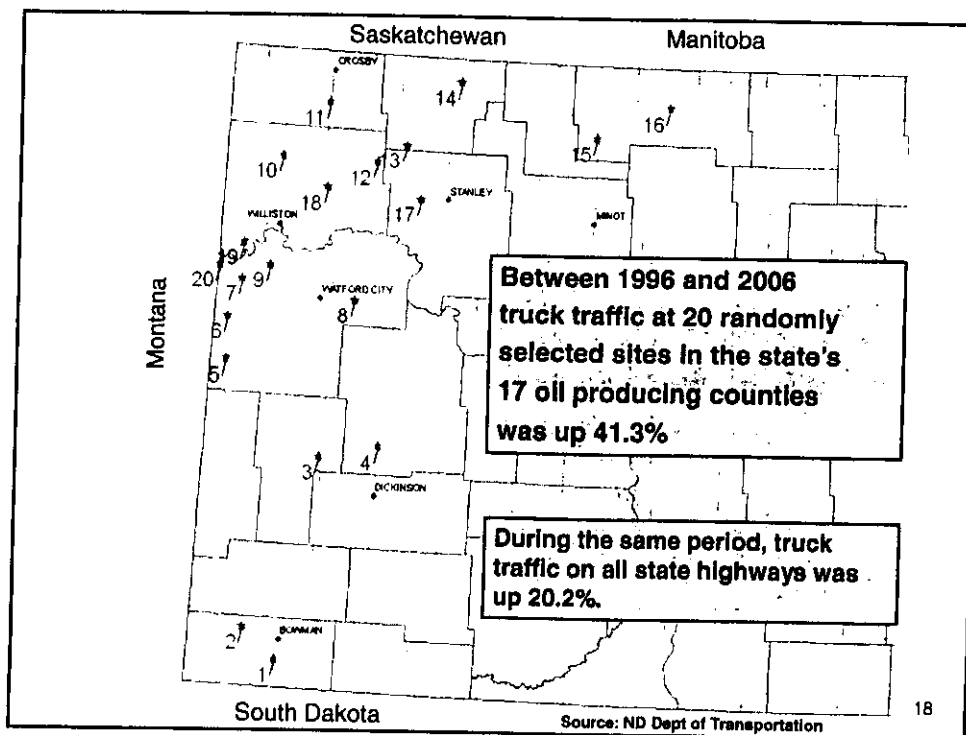 Saskatchewan
Manitoba
Montana
CROSBY
14
11
16
15
10
13
12
18
17
STANLEY
WILLISTON
MINOT
19
20
7
9
WATFORD CITY
8
6
5
Between 1996 and 2006
truck traffic at 20 randomly
selected sites in the state's
17 oil producing counties
was up 41.3%
3
4
DICKINSON
During the same period, truck
traffic on all state highways was
up 20.2%.
2
BOWMAN
1
South Dakota
Source: ND Dept of Transportation
18